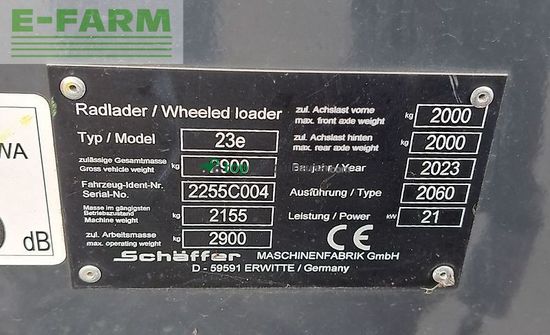 E-FARM
WA
dB
Radlader / Wheeled loader
Typ / Model 23e
zulässige Gesamtmasse
Gross vehicle weight kg 2900
Fahrzeug-Ident-Nr.
Serial-No. 2255C004
Masse im gängigsten
Betriebszustand
Machine weight kg 2155
zul. Arbeitsmasse
max. operating weight kg 2900
zul. Achslast vorne
max. front axle weight kg 2000
zul. Achslast hinten
max. rear axle weight kg 2000
Baujahr / Year 2023
Ausführung / Type 2060
Leistung / Power kW 21
Schäffer MASCHINENFABRIK GmbH
D - 59591 ERWITTE / Germany
CE